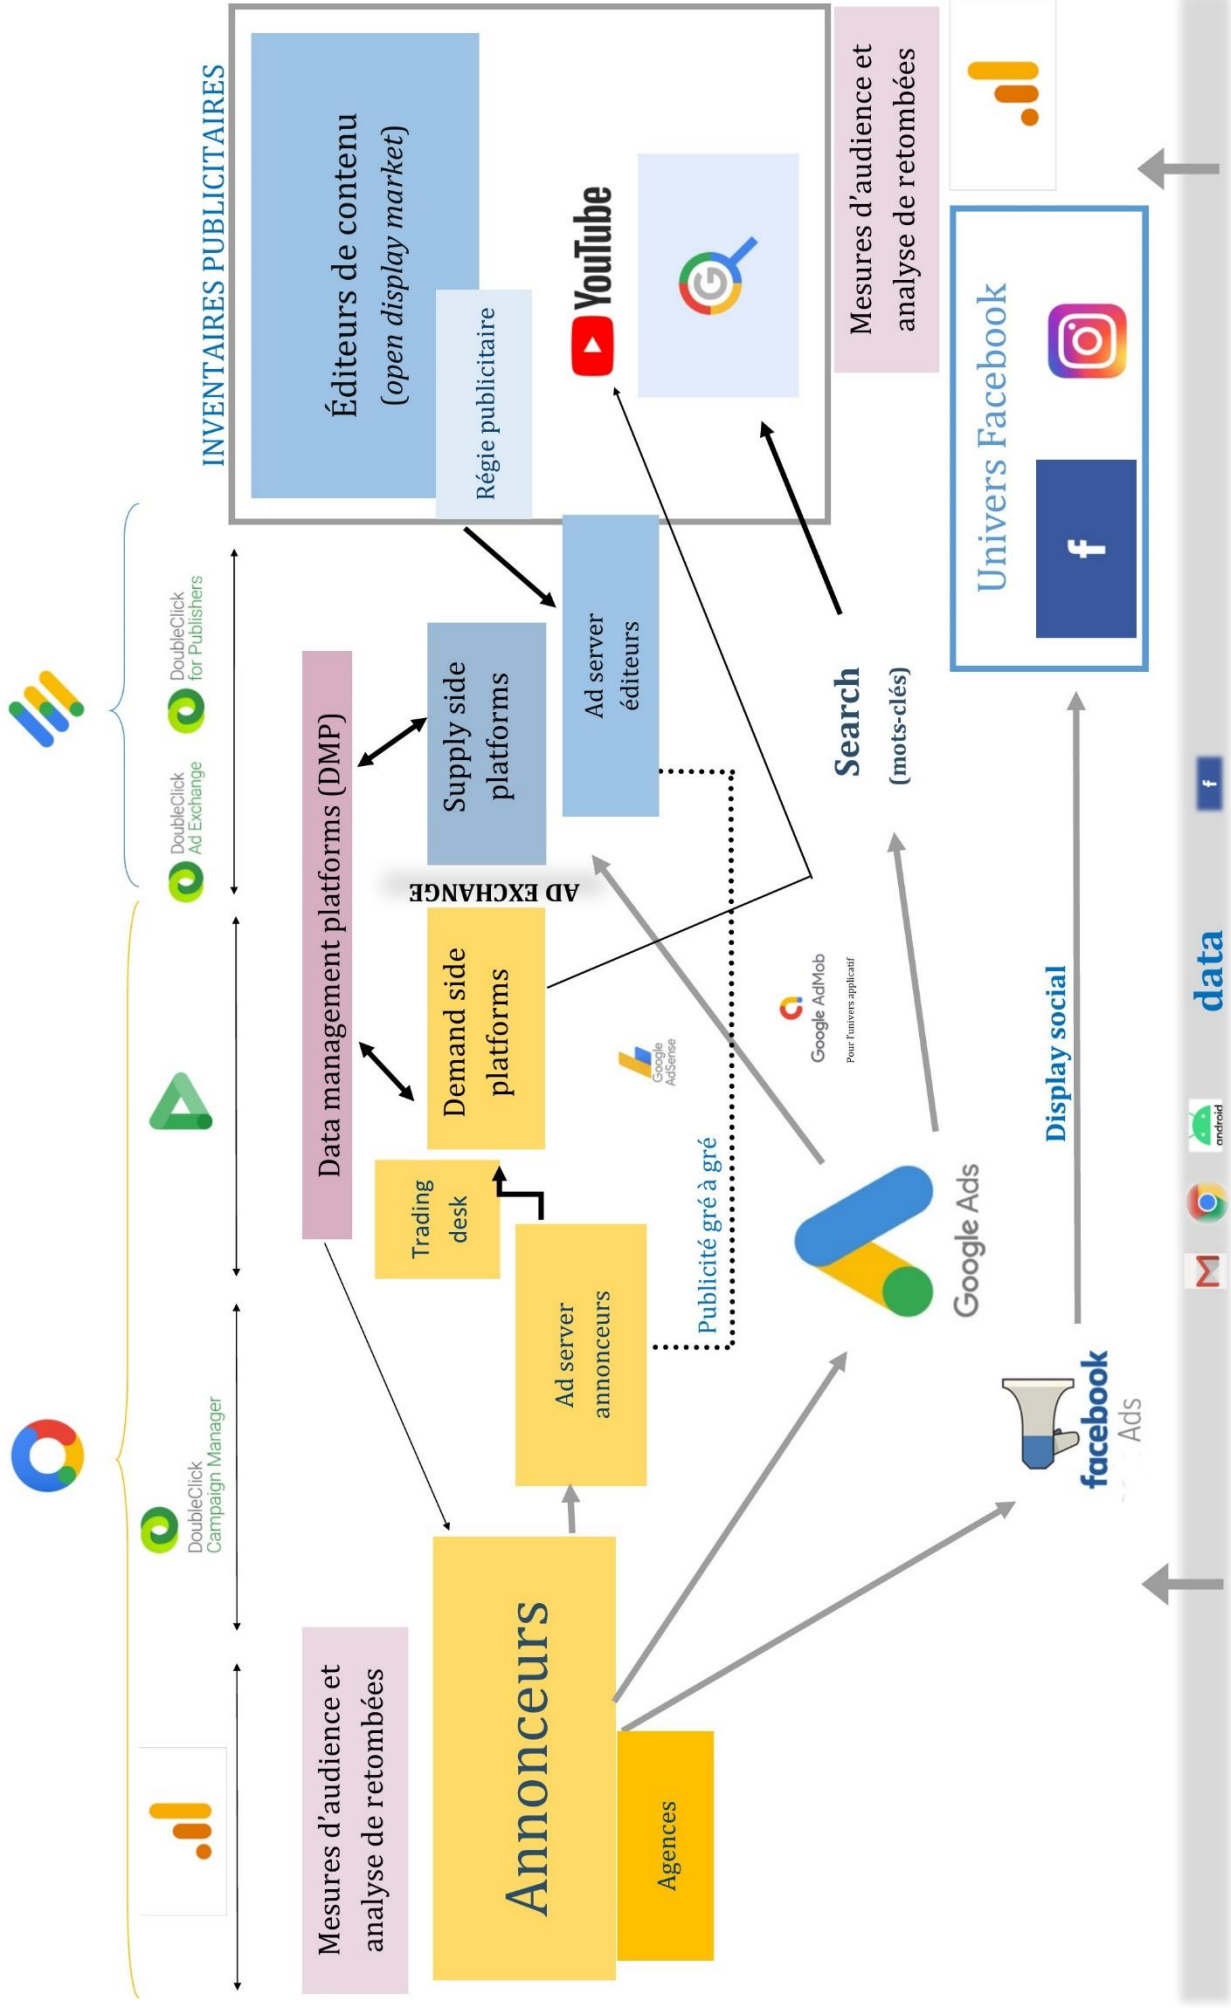 DoubleClick
Campaign Manager
DoubleClick
Ad Exchange
DoubleClick
for Publishers
INVENTAIRES PUBLICITAIRES
Mesures d’audience et
analyse de retombées
Data management platforms (DMP)
Éditeurs de contenu
(open display market)
Trading
desk
Demand side
platforms
AD EXCHANGE
Supply side
platforms
Régie publicitaire
Annonceurs
Ad server
annonceurs
Ad server
éditeurs
YouTube
Agences
Publicité gré à gré
Google
AdSense
G
Google AdMob
Pour l’univers applicatif
Search
(mots-clés)
Mesures d’audience et
analyse de retombées
Google Ads
Univers Facebook
f
Display social
facebook
Ads
android
data
f